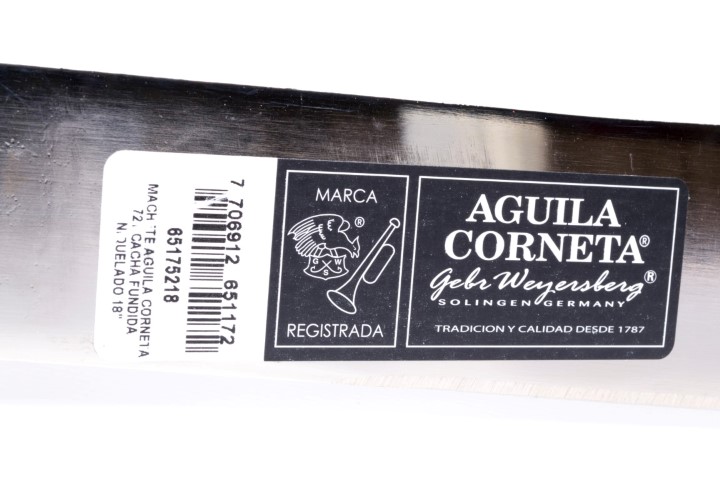 MACH TE AGUILA CORNETA
72, CACHA FUNDIDA
N QUELADO 18"
65175218
7 706912 651172
MARCA
®
G W
S
REGISTRADA
AGUILA
CORNETA®
Gebr Weyersberg®
SOLINGEN-GERMANY
TRADICION Y CALIDAD DESDE 1787